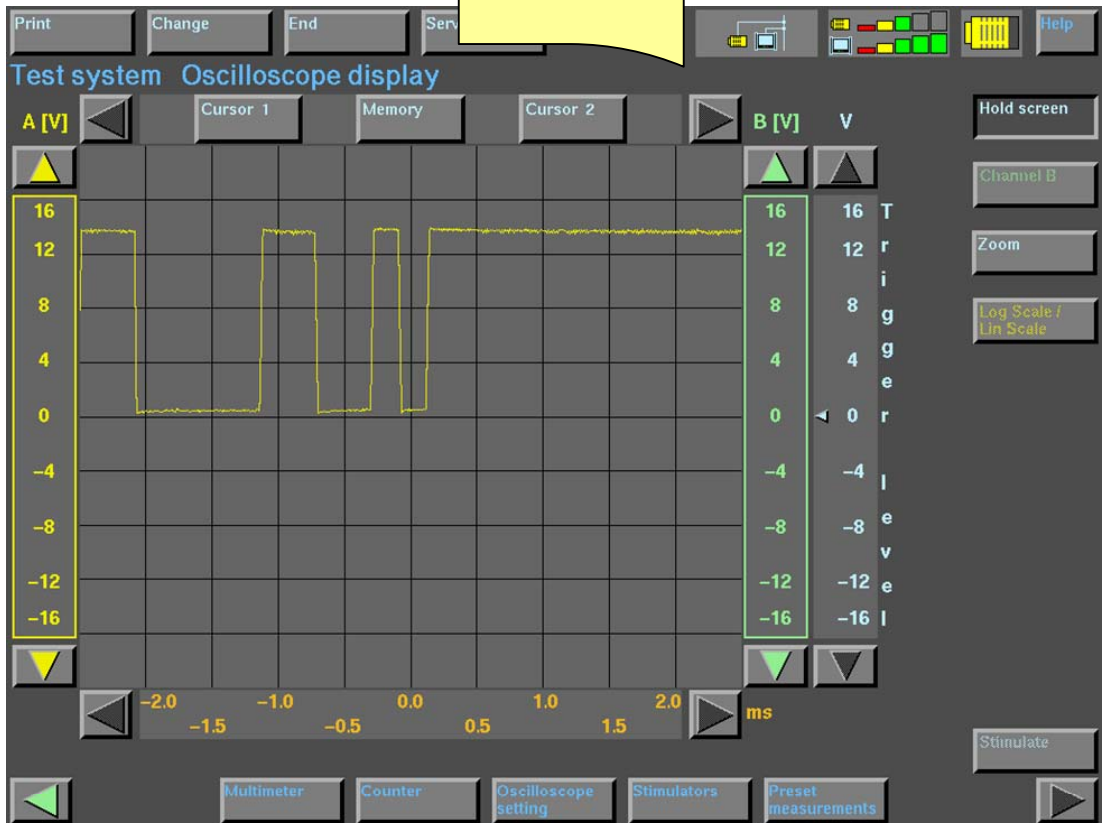 Print
Change
End
Serv
Help
Test system Oscilloscope display
A [V]
Cursor 1
Memory
Cursor 2
B [V]
V
Hold screen
Channel B
Zoom
Log Scale /
Lin Scale
16 16 16
12 12 12
8 8 8
4 4 4
0 0 0
-4 -4 -4
-8 -8 -8
-12 -12 -12
-16 -16 -16
Trigger level
-2.0 -1.0 0.0 1.0 2.0
-1.5 -0.5 0.5 1.5
ms
Stimulate
Multimeter
Counter
Oscilloscope
setting
Stimulators
Preset
measurements